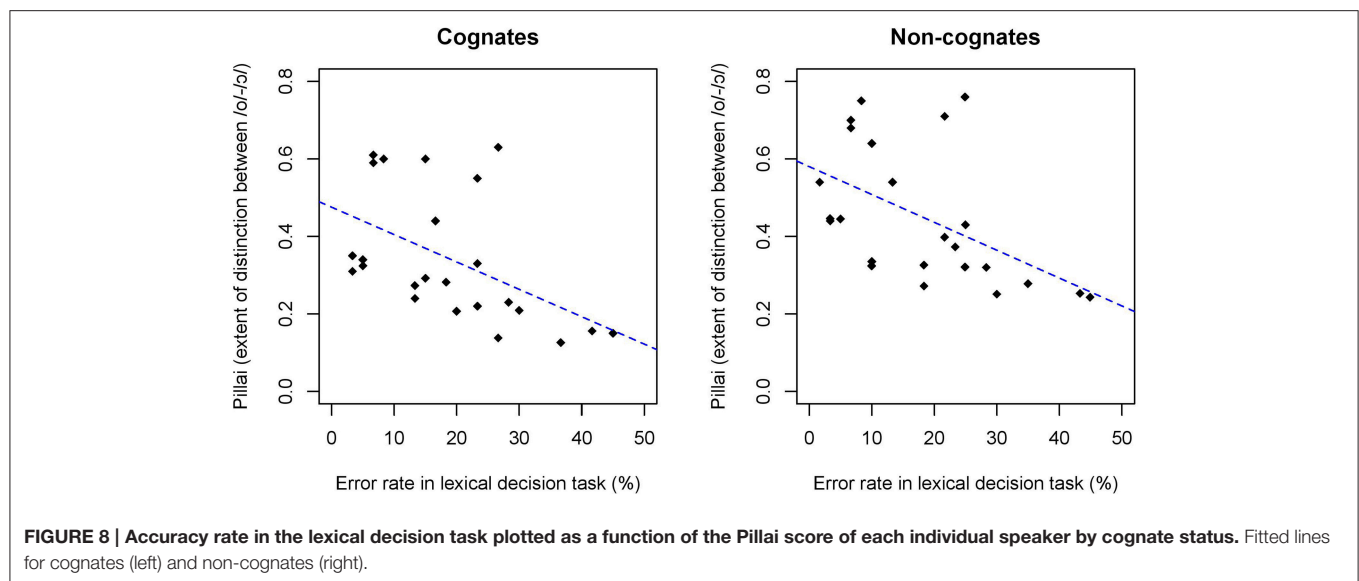 Cognates
Non-cognates
Pillai (extent of distinction between /o/-/ɔ/)
0.0 0.2 0.4 0.6 0.8
0 10 20 30 40 50
Error rate in lexical decision task (%)
Pillai (extent of distinction between /o/-/ɔ/)
0.0 0.2 0.4 0.6 0.8
0 10 20 30 40 50
Error rate in lexical decision task (%)
FIGURE 8 | Accuracy rate in the lexical decision task plotted as a function of the Pillai score of each individual speaker by cognate status. Fitted lines
for cognates (left) and non-cognates (right).